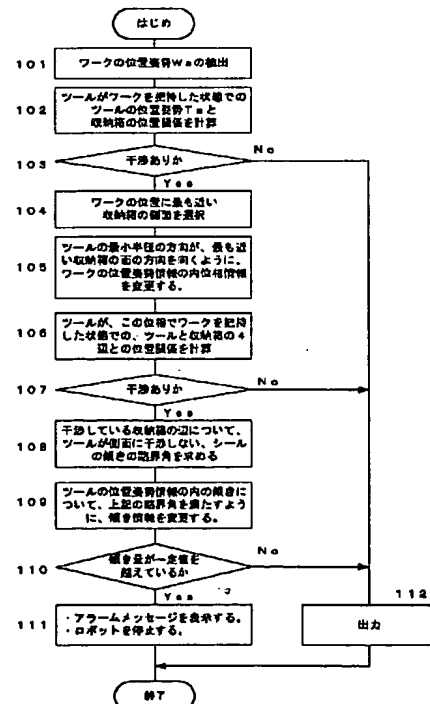 はじめ
101
ワークの位置姿勢Waの検出
102
ツールがワークを把持した状態での
ツールの位置姿勢Taと
収納箱の位置関係を計算
103
干渉ありか
No
Yes
104
ワークの位置に最も近い
収納箱の側面を選択
105
ツールの最小半径の方向が、最も近
い収納箱の面の方向を向くように、
ワークの位置姿勢情報の内位相情報
を変更する。
106
ツールが、この位相でワークを把持
した状態での、ツールと収納箱の4
辺との位置関係を計算
107
干渉ありか
No
Yes
108
干渉している収納箱の辺について、
ツールが側面に干渉しない、シール
の傾きの臨界角を求める
109
ツールの位置姿勢情報の内の傾きに
ついて、上記の臨界角を満たすよう
に、傾き情報を変更する。
110
傾き量が一定値を
越えているか
No
Yes
111
・アラームメッセージを表示する。
・ロボットを停止する。
112
出力
終了